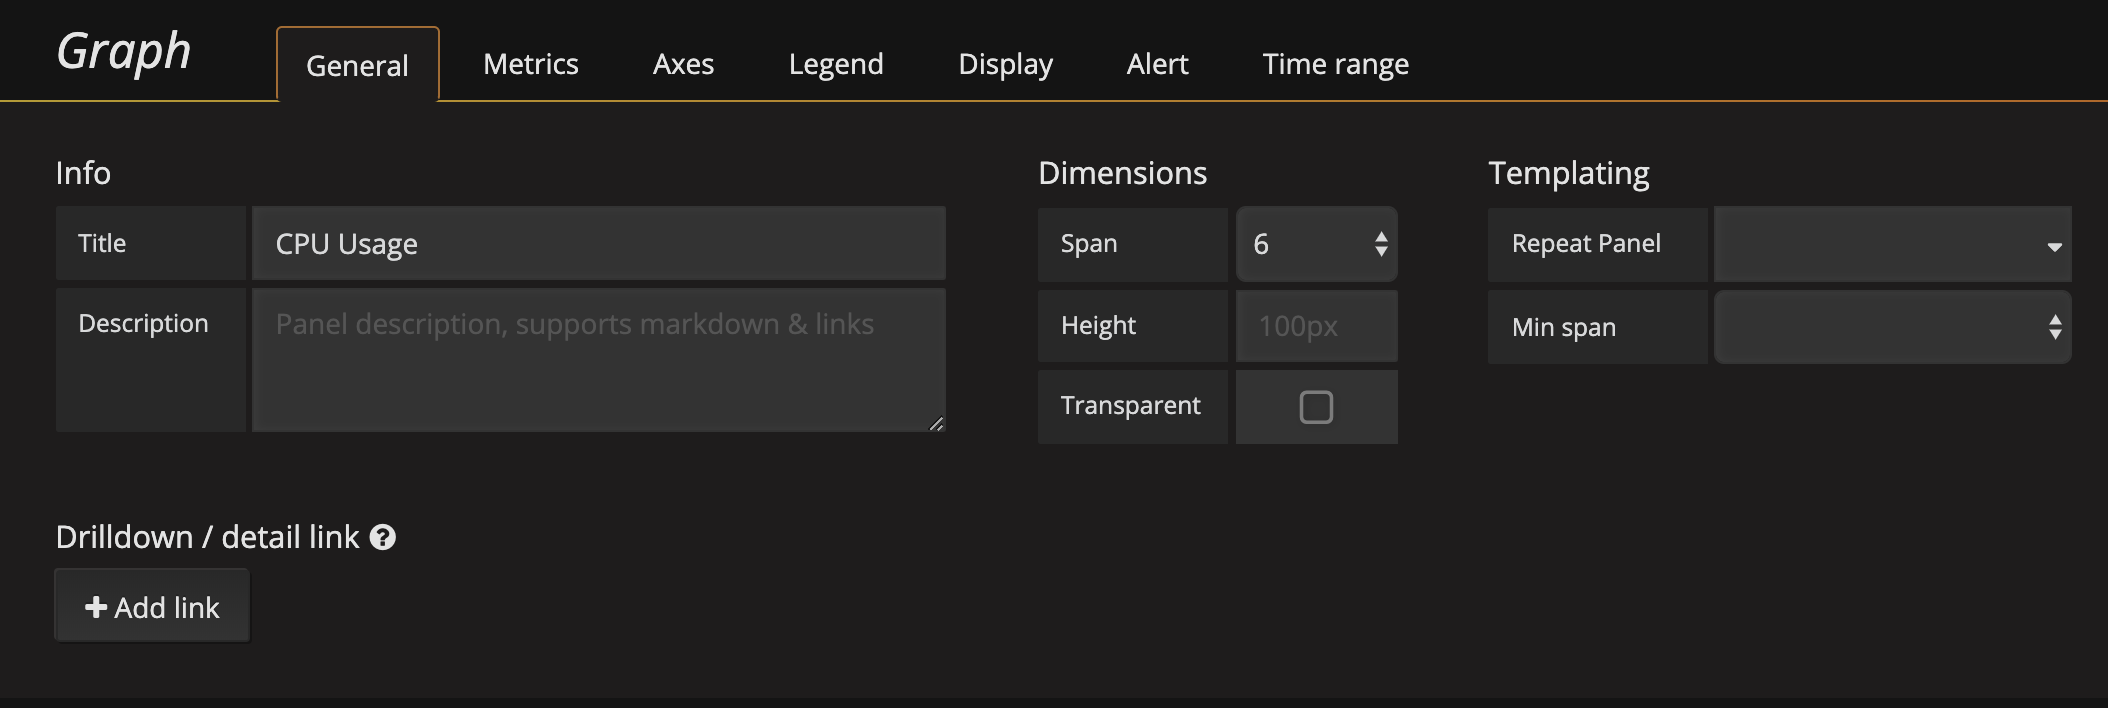 Graph
General
Metrics
Axes
Legend
Display
Alert
Time range
Info
Title
CPU Usage
Description
Panel description, supports markdown & links
Dimensions
Span
6
Height
100px
Transparent
Templating
Repeat Panel
Min span
Drilldown / detail link ?
+ Add link